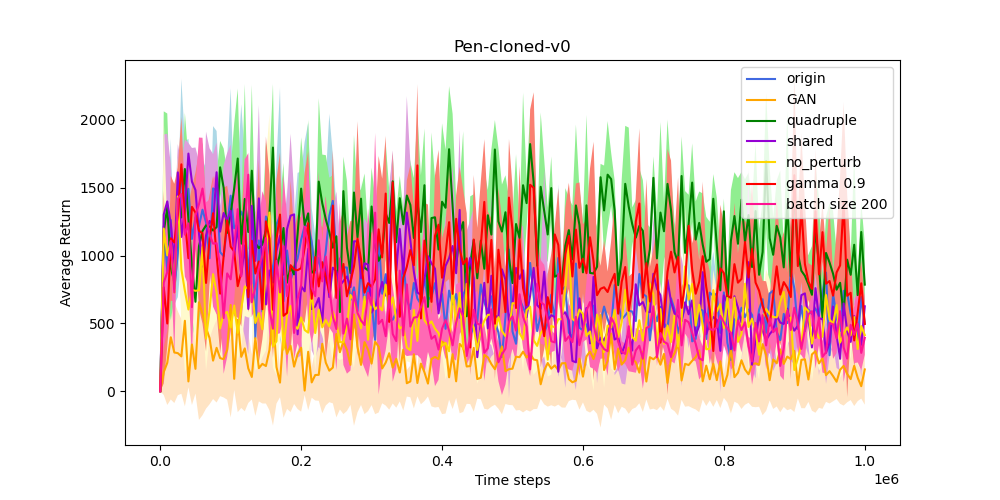 Pen-cloned-v0
origin
GAN
quadruple
shared
no_perturb
gamma 0.9
batch size 200
Average Return
2000
1500
1000
500
0
0.0 0.2 0.4 0.6 0.8 1.0
1e6
Time steps